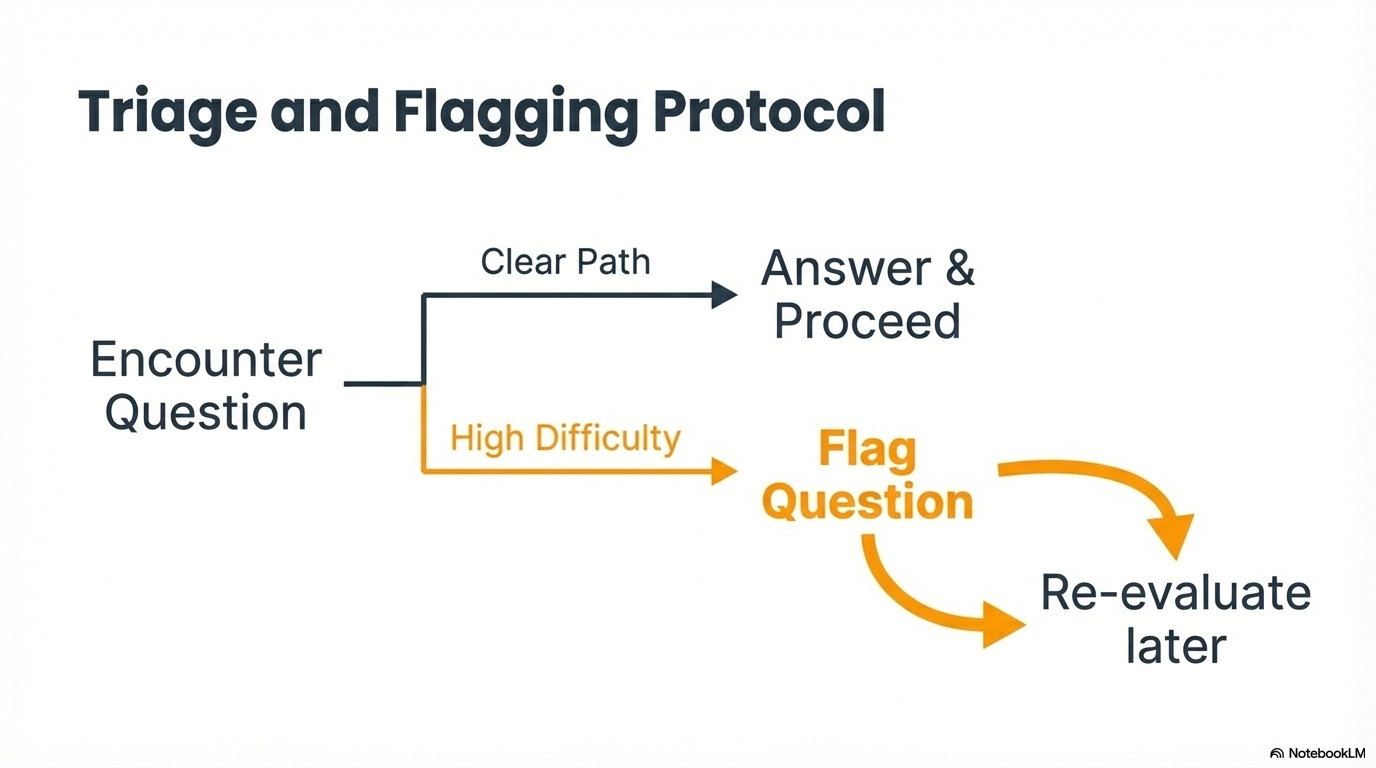 Triage and Flagging Protocol
Clear Path
Answer &
Proceed
Encounter
Question
High Difficulty
Flag
Question
Re-evaluate
later
NotebookLM